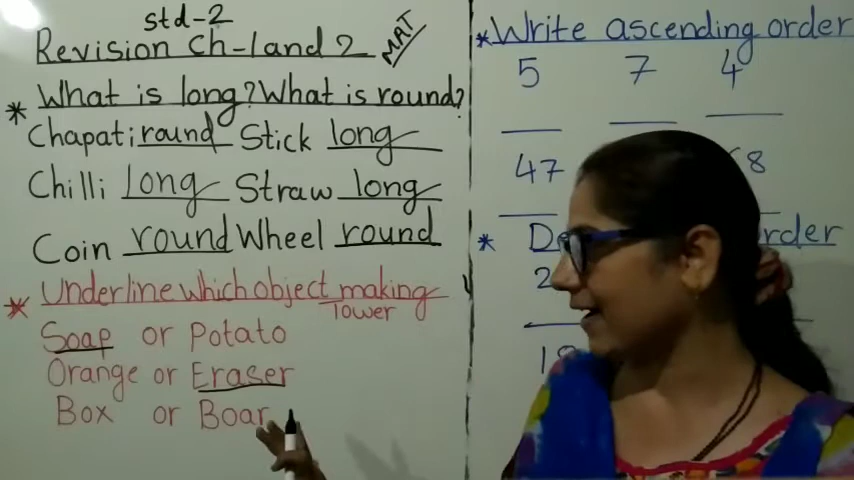 std-2
Revision Ch-1 and 2 MAT
* What is long? What is round?
Chapati round Stick long
Chilli long Straw long
Coin round Wheel round
* Underline which object making Tower
Soap or Potato
Orange or Eraser
Box or
* Write ascending order
5 7 4
47 8
*